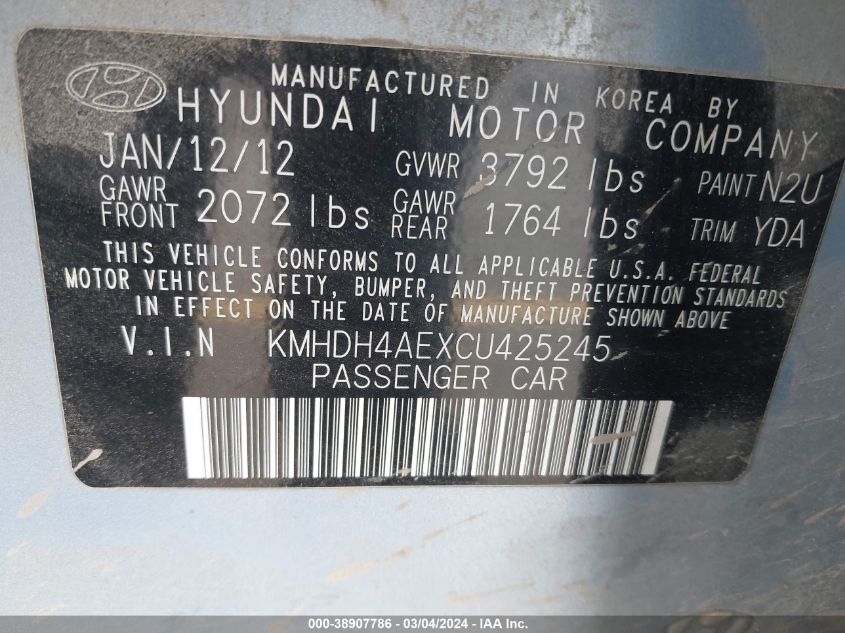 MANUFACTURED IN KOREA BY
HYUNDAI MOTOR COMPANY
JAN/12/12 GVWR 3792 lbs PAINT N2U
GAWR FRONT 2072 lbs GAWR REAR 1764 lbs TRIM YDA
THIS VEHICLE CONFORMS TO ALL APPLICABLE U.S.A. FEDERAL
MOTOR VEHICLE SAFETY, BUMPER, AND THEFT PREVENTION STANDARDS
IN EFFECT ON THE DATE OF MANUFACTURE SHOWN ABOVE
V.I.N KMHDH4AEXCU425245
PASSENGER CAR
000-38907786 - 03/04/2024 - IAA Inc.